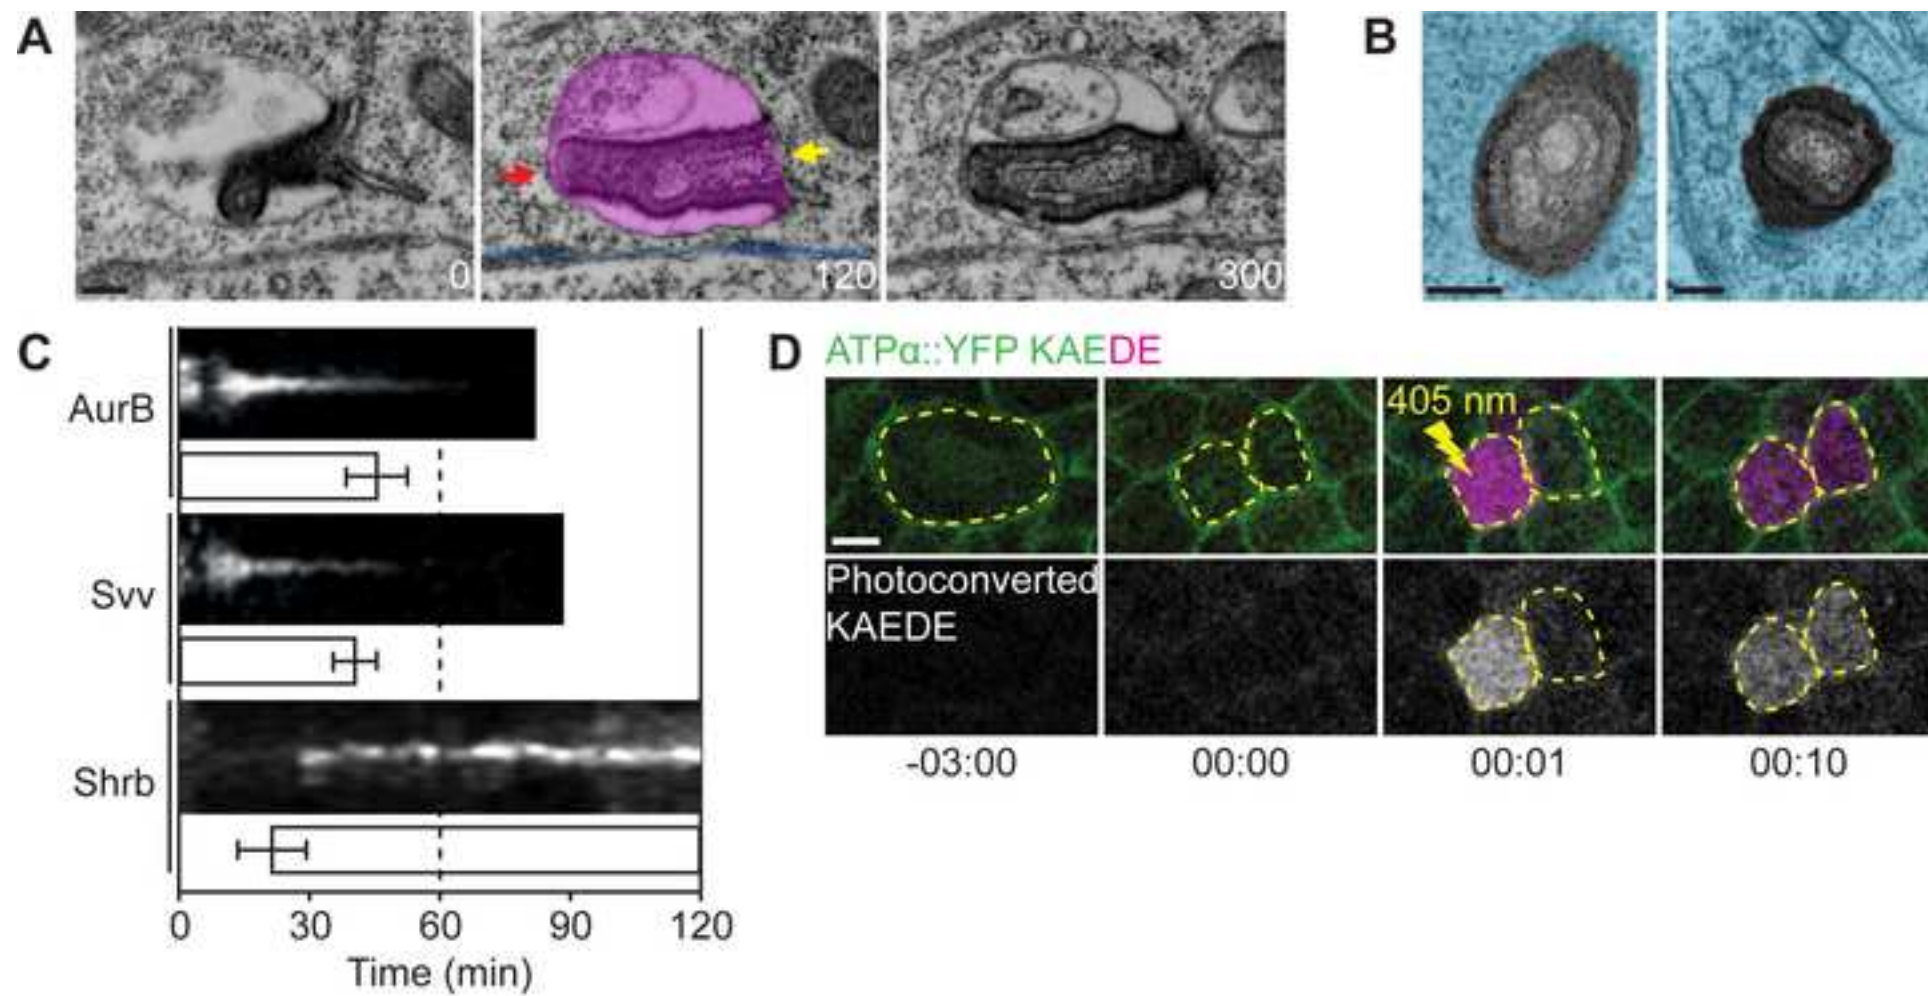 A
0
120
300
B
C
AurB
Svv
Shrb
0 30 60 90 120
Time (min)
D
ATPα::YFP KAEDE
405 nm
Photoconverted
KAEDE
-03:00 00:00 00:01 00:10